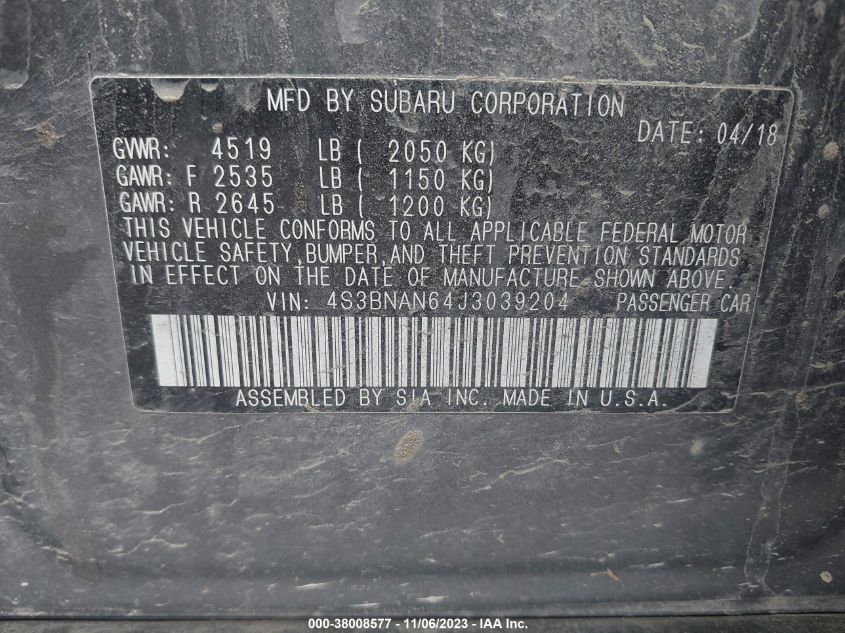 MFD BY SUBARU CORPORATION
DATE: 04/18
GVWR: 4519 LB ( 2050 KG)
GAWR: F 2535 LB ( 1150 KG)
GAWR: R 2645 LB ( 1200 KG)
THIS VEHICLE CONFORMS TO ALL APPLICABLE FEDERAL MOTOR
VEHICLE SAFETY,BUMPER,AND THEFT PREVENTION STANDARDS
IN EFFECT ON THE DATE OF MANUFACTURE SHOWN ABOVE.
VIN: 4S3BNAN64J3039204 PASSENGER CAR
ASSEMBLED BY SIA INC. MADE IN U.S.A.
000-38008577 - 11/06/2023 - © IAA, Inc.